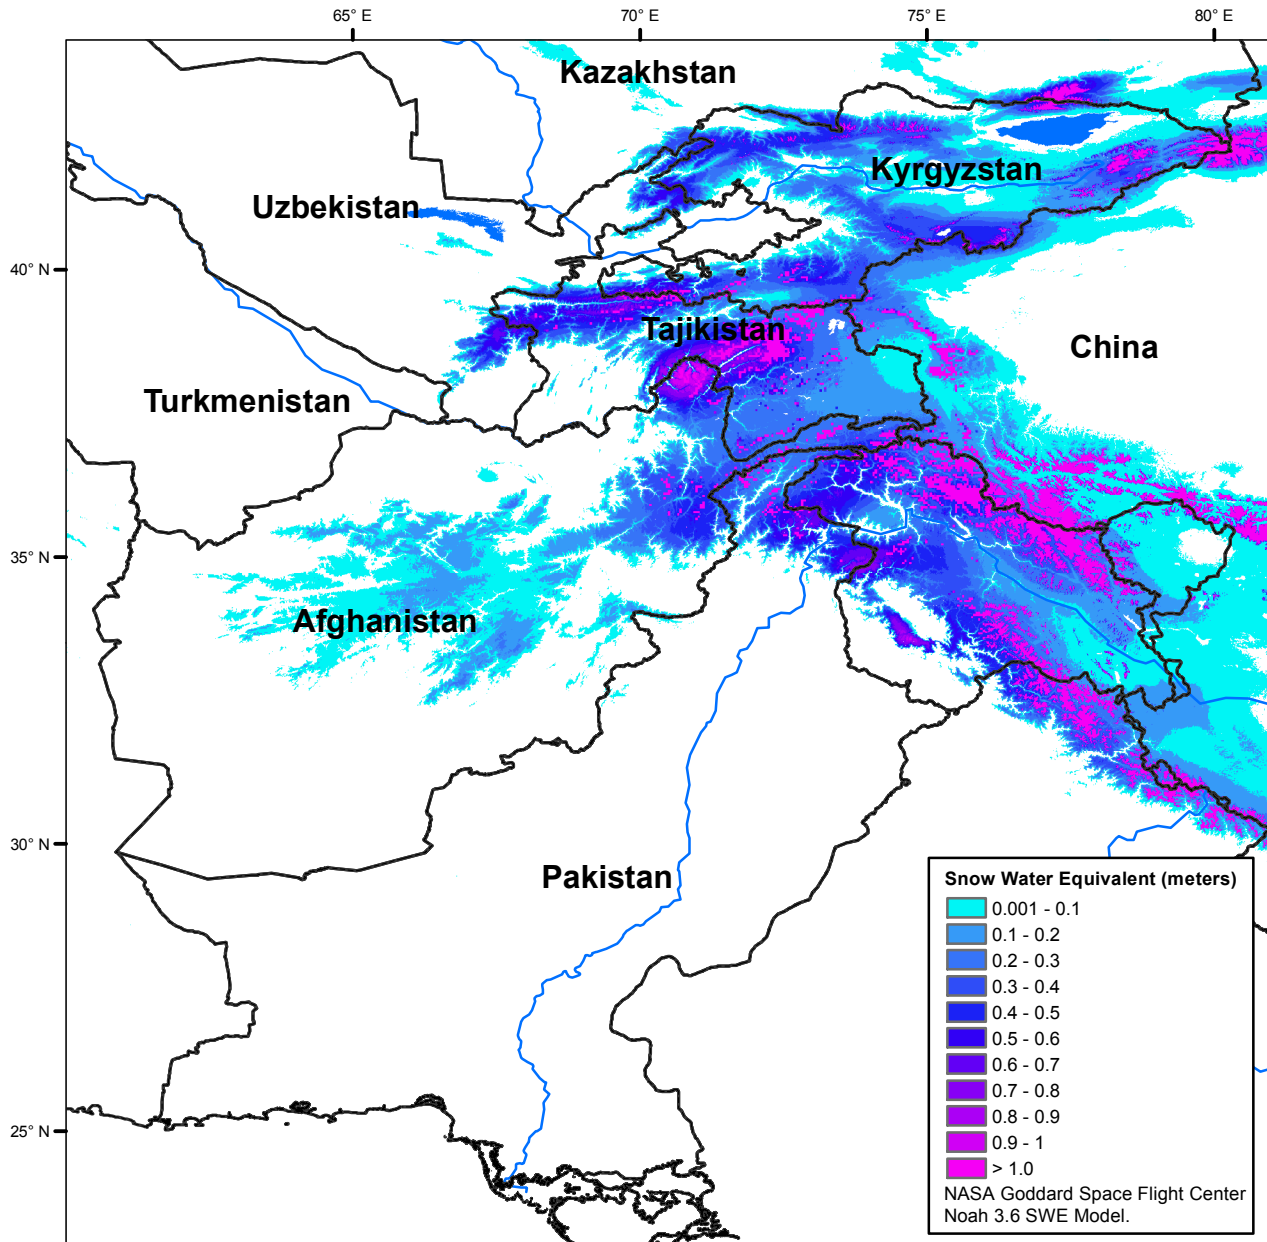 65° E
70° E
75° E
80° E
Kazakhstan
Kyrgyzstan
Uzbekistan
40° N
Tajikistan
China
Turkmenistan
35° N
Afghanistan
30° N
Pakistan
25° N
Snow Water Equivalent (meters)
0.001 - 0.1
0.1 - 0.2
0.2 - 0.3
0.3 - 0.4
0.4 - 0.5
0.5 - 0.6
0.6 - 0.7
0.7 - 0.8
0.8 - 0.9
0.9 - 1
> 1.0
NASA Goddard Space Flight Center
Noah 3.6 SWE Model.